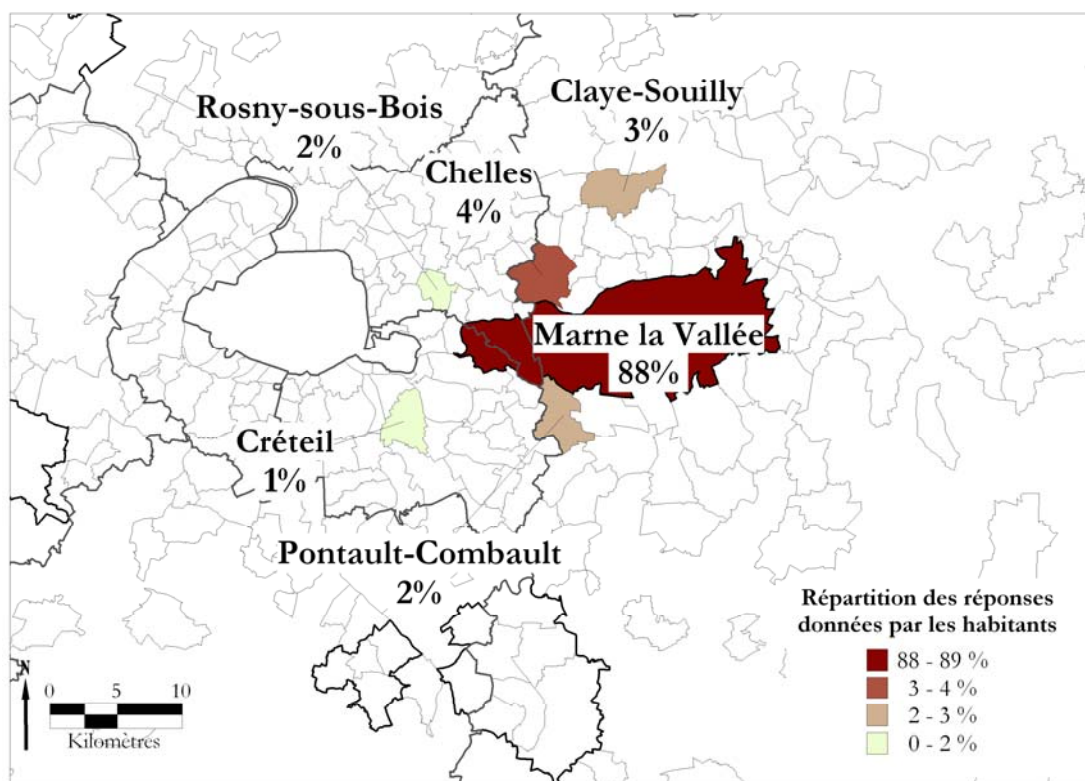 Claye-Souilly
3%
Rosny-sous-Bois
2%
Chelles
4%
Marne la Vallée
88%
Créteil
1%
Pontault-Combault
2%
Répartition des réponses
données par les habitants
88 - 89 %
3 - 4 %
2 - 3 %
0 - 2 %
N
0 5 10
Kilomètres